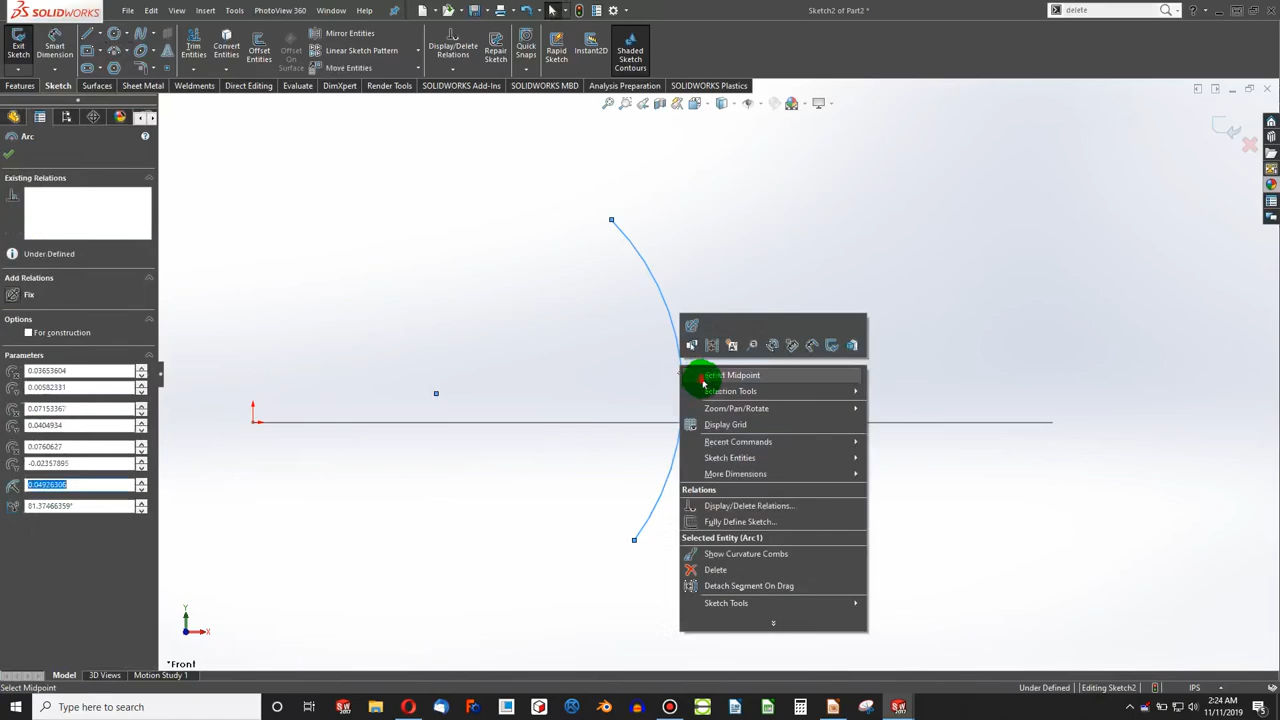 SOLIDWORKS
File Edit View Insert Tools PhotoView 360 Window Help
Sketch2 of Part2 *
delete
Exit Sketch
Smart Dimension
Trim Entities
Convert Entities
Offset Entities
Offset On Surface
Mirror Entities
Linear Sketch Pattern
Move Entities
Display/Delete Relations
Repair Sketch
Quick Snaps
Rapid Sketch
Instant2D
Shaded Sketch Contours
Features Sketch Surfaces Sheet Metal Weldments Direct Editing Evaluate DimXpert Render Tools SOLIDWORKS Add-Ins SOLIDWORKS MBD Analysis Preparation SOLIDWORKS Plastics
Arc
Existing Relations
Under Defined
Add Relations
Fix
Options
For construction
Parameters
0.03653604
0.00582331
0.07153367
0.0404934
0.0760627
-0.02357895
0.04976306
81.37466359°
Midpoint
Selection Tools
Zoom/Pan/Rotate
Display Grid
Recent Commands
Sketch Entities
More Dimensions
Relations
Display/Delete Relations...
Fully Define Sketch...
Selected Entity (Arc1)
Show Curvature Combs
Delete
Detach Segment On Drag
Sketch Tools
Y
X
*Front
Model 3D Views Motion Study 1
Select Midpoint
Under Defined Editing Sketch2 IPS
Type here to search
2:24 AM
11/11/2019